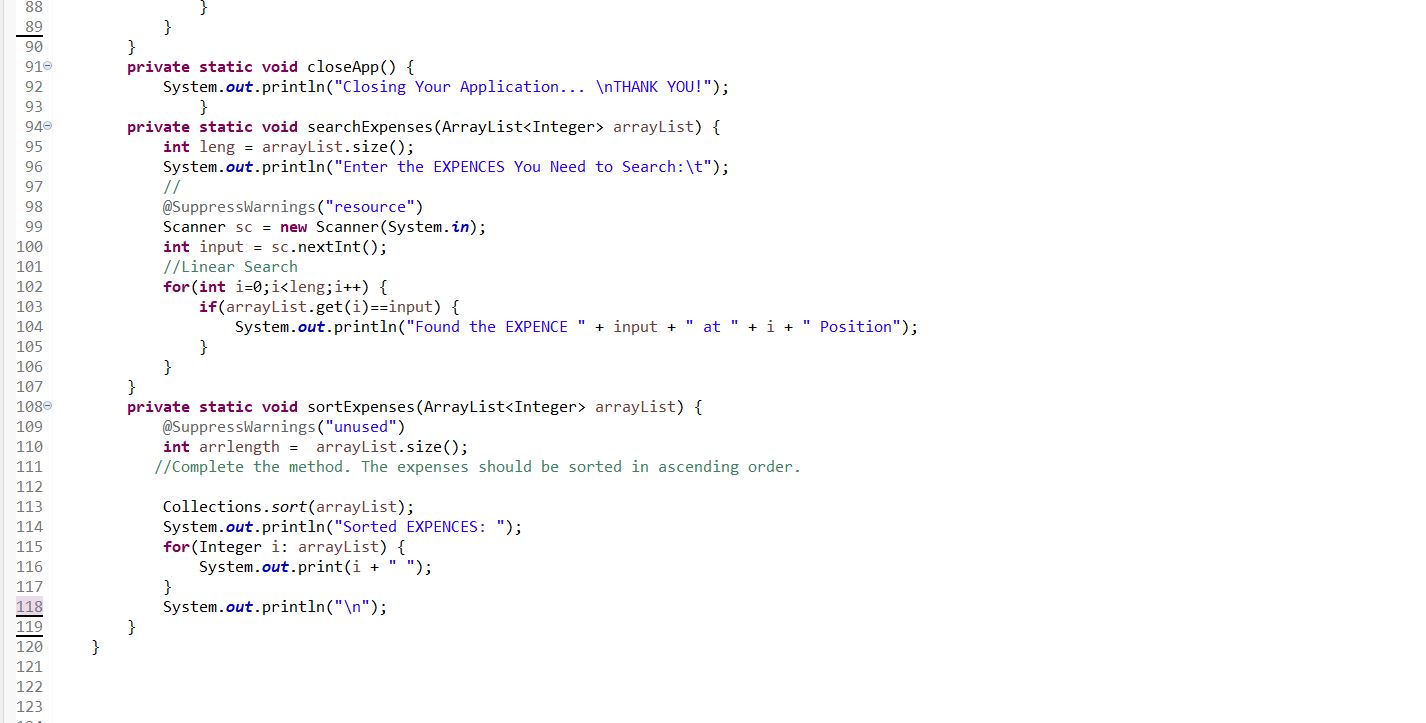 88                 }
89             }
90         }
91         private static void closeApp() {
92             System.out.println("Closing Your Application... \nTHANK YOU!");
93                 }
94         private static void searchExpenses(ArrayList<Integer> arrayList) {
95             int leng = arrayList.size();
96             System.out.println("Enter the EXPENCES You Need to Search:\t");
97             //
98             @SuppressWarnings("resource")
99             Scanner sc = new Scanner(System.in);
100             int input = sc.nextInt();
101             //Linear Search
102             for(int i=0;i<leng;i++) {
103                 if(arrayList.get(i)==input) {
104                     System.out.println("Found the EXPENCE " + input + " at " + i + " Position");
105                 }
106             }
107         }
108         private static void sortExpenses(ArrayList<Integer> arrayList) {
109             @SuppressWarnings("unused")
110             int arrlength =  arrayList.size();
111            //Complete the method. The expenses should be sorted in ascending order.
112
113             Collections.sort(arrayList);
114             System.out.println("Sorted EXPENCES: ");
115             for(Integer i: arrayList) {
116                 System.out.print(i + " ");
117             }
118             System.out.println("\n");
119         }
120     }
121
122
123